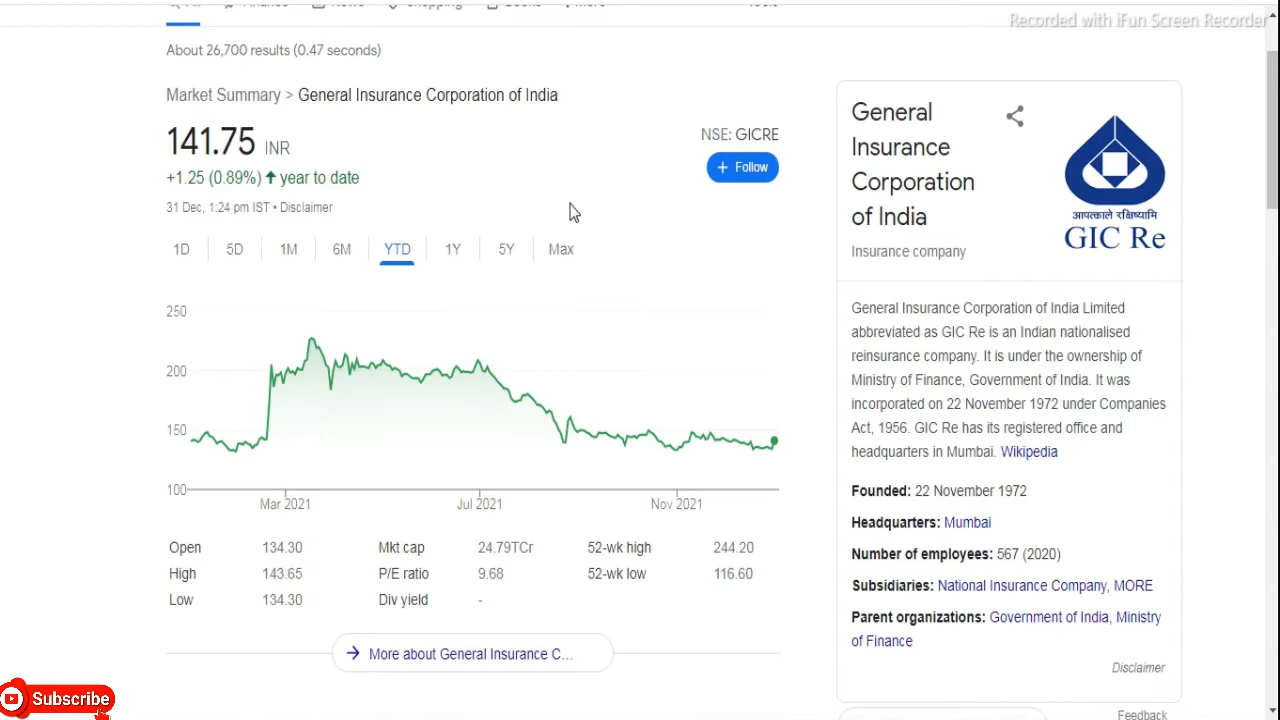 Recorded with iFun Screen Recorder
About 26,700 results (0.47 seconds)
Market Summary > General Insurance Corporation of India
141.75 INR
NSE: GICRE
+ Follow
+1.25 (0.89%) year to date
31 Dec, 1:24 pm IST • Disclaimer
1D 5D 1M 6M YTD 1Y 5Y Max
250
200
150
100
Mar 2021 Jul 2021 Nov 2021
Open 134.30 Mkt cap 24.79TCr 52-wk high 244.20
High 143.65 P/E ratio 9.68 52-wk low 116.60
Low 134.30 Div yield -
More about General Insurance C...
General
Insurance
Corporation
of India
Insurance company
आपत्काले रक्षिष्यामि
GIC Re
General Insurance Corporation of India Limited
abbreviated as GIC Re is an Indian nationalised
reinsurance company. It is under the ownership of
Ministry of Finance, Government of India. It was
incorporated on 22 November 1972 under Companies
Act, 1956. GIC Re has its registered office and
headquarters in Mumbai. Wikipedia
Founded: 22 November 1972
Headquarters: Mumbai
Number of employees: 567 (2020)
Subsidiaries: National Insurance Company, MORE
Parent organizations: Government of India, Ministry
of Finance
Disclaimer
Feedback
Subscribe